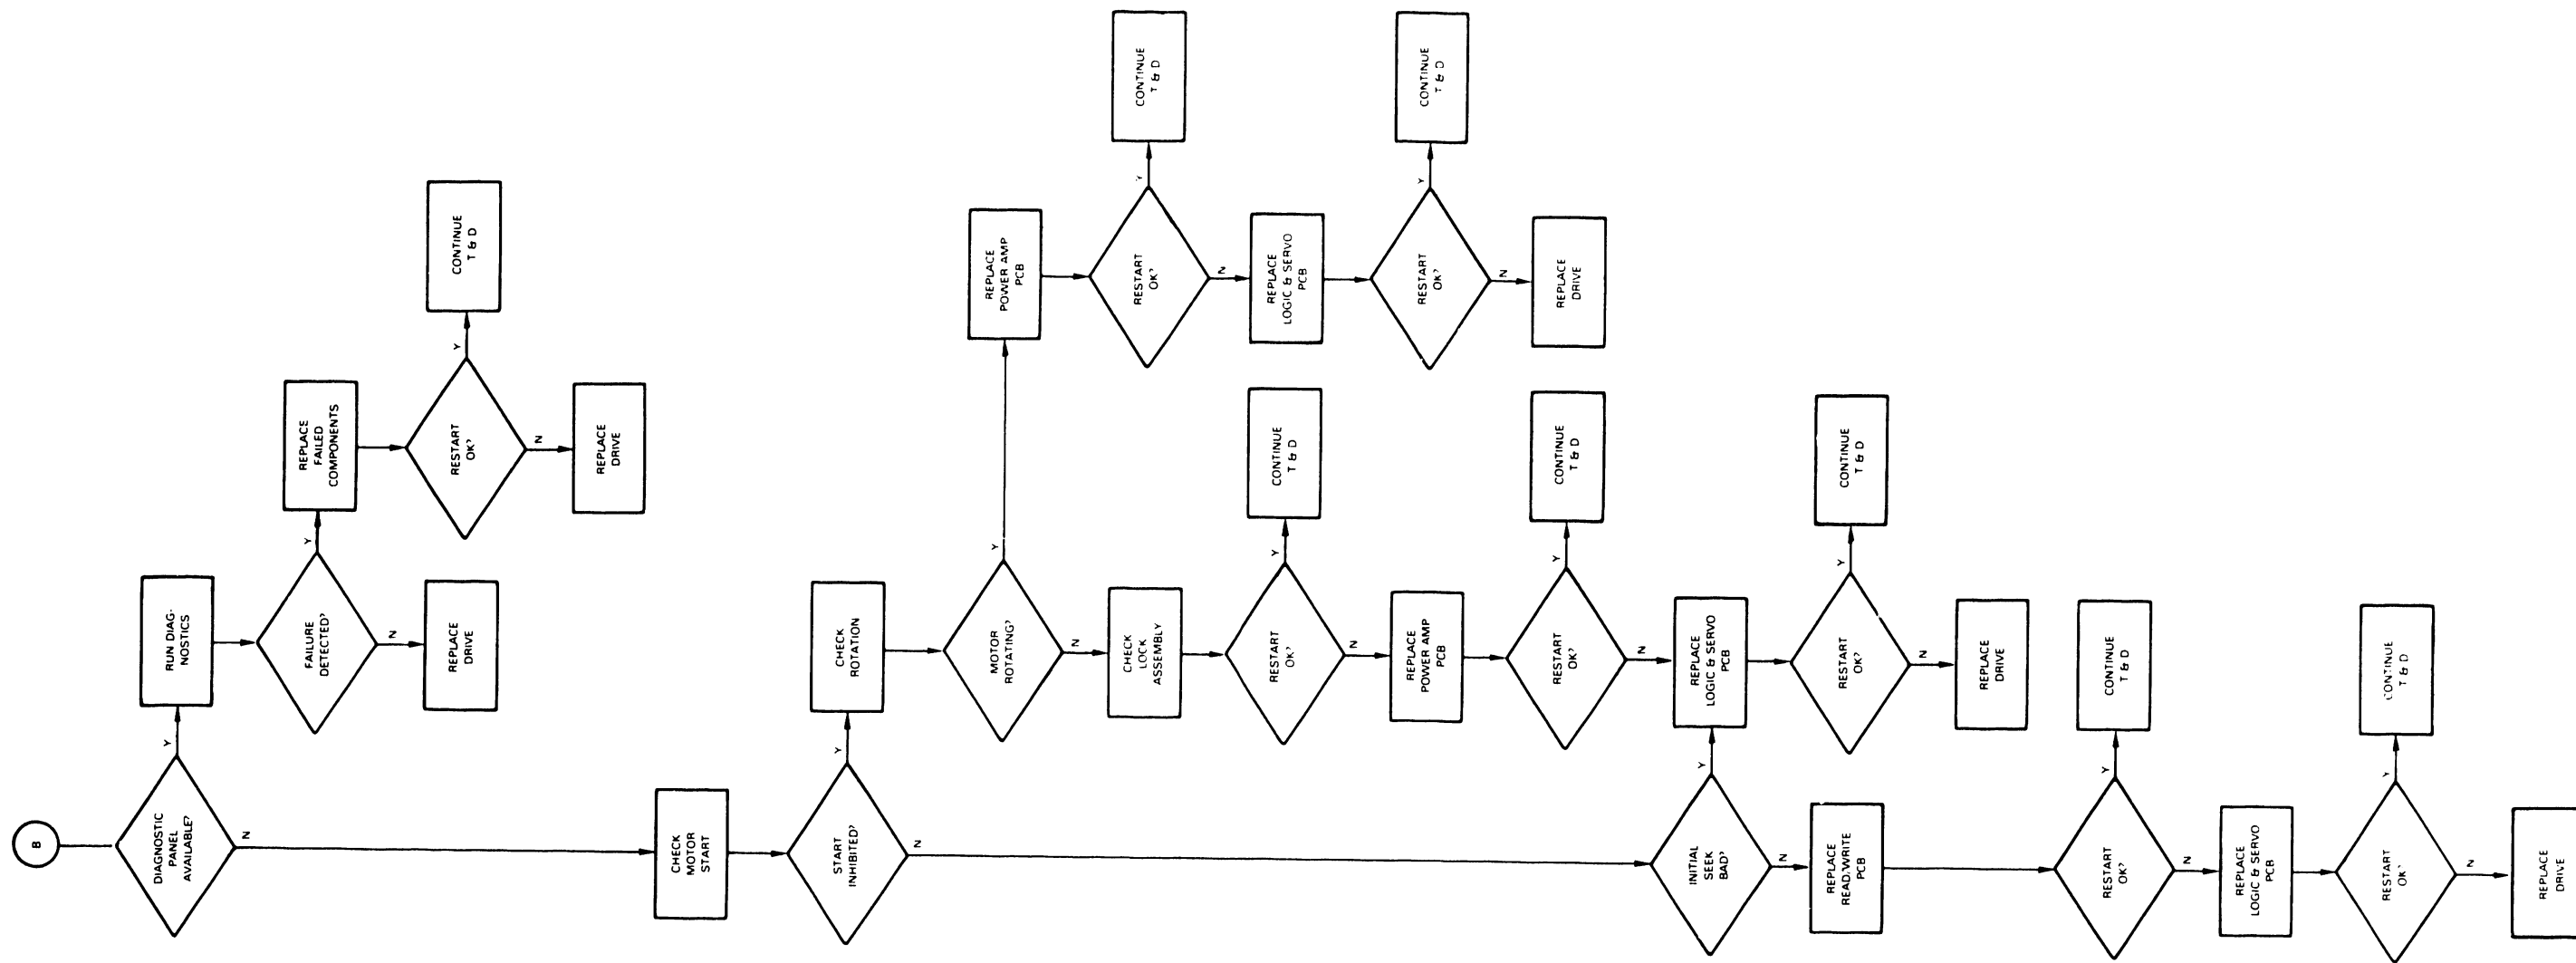 B
DIAGNOSTIC
PANEL
AVAILABLE?
Y
N
RUN DIAG-
NOSTICS
FAILURE
DETECTED?
Y
N
REPLACE
DRIVE
REPLACE
FAILED
COMPONENTS
RESTART
OK?
Y
N
CONTINUE
T & D
REPLACE
DRIVE
CHECK
MOTOR
START
START
INHIBITED?
Y
N
CHECK
ROTATION
MOTOR
ROTATING?
Y
N
REPLACE
POWER AMP
PCB
RESTART
OK?
Y
N
CONTINUE
T & D
REPLACE
LOGIC & SERVO
PCB
RESTART
OK?
Y
N
CONTINUE
T & D
REPLACE
DRIVE
CHECK
LOCK
ASSEMBLY
RESTART
OK?
Y
N
CONTINUE
T & D
REPLACE
POWER AMP
PCB
RESTART
OK?
Y
N
CONTINUE
T & D
REPLACE
LOGIC & SERVO
PCB
RESTART
OK?
Y
N
CONTINUE
T & D
REPLACE
DRIVE
INITIAL
SEEK
BAD?
Y
N
REPLACE
READ/WRITE
PCB
RESTART
OK?
Y
N
CONTINUE
T & D
REPLACE
LOGIC & SERVO
PCB
RESTART
OK?
Y
N
CONTINUE
T & D
REPLACE
DRIVE